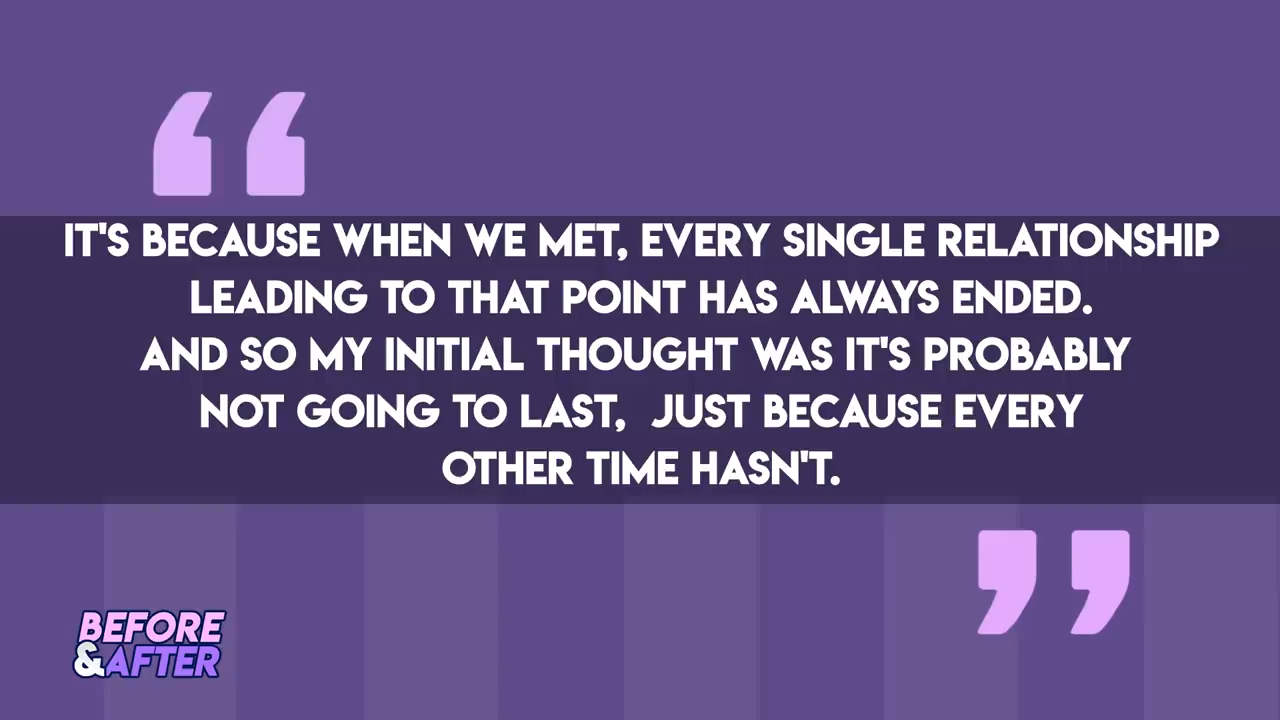 IT'S BECAUSE WHEN WE MET, EVERY SINGLE RELATIONSHIP
LEADING TO THAT POINT HAS ALWAYS ENDED.
AND SO MY INITIAL THOUGHT WAS IT'S PROBABLY
NOT GOING TO LAST, JUST BECAUSE EVERY
OTHER TIME HASN'T.
BEFORE
&AFTER